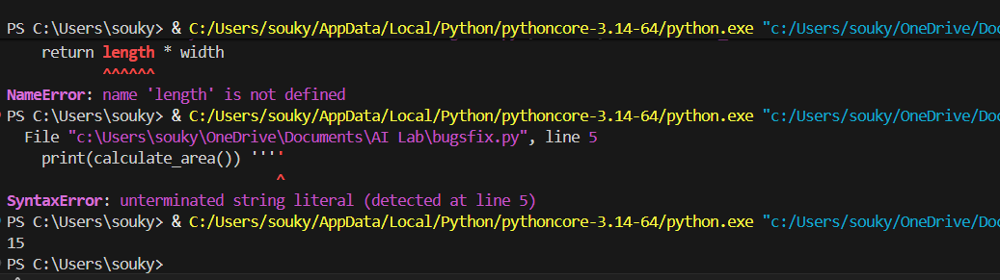 PS C:\Users\souky> & C:/Users/souky/AppData/Local/Python/pythoncore-3.14-64/python.exe "c:/Users/souky/OneDrive/Doc
return length * width
^^^^^^
NameError: name 'length' is not defined
PS C:\Users\souky> & C:/Users/souky/AppData/Local/Python/pythoncore-3.14-64/python.exe "c:/Users/souky/OneDrive/Doc
File "c:\Users\souky\OneDrive\Documents\AI Lab\bugsfix.py", line 5
print(calculate_area()) ''''
^
SyntaxError: unterminated string literal (detected at line 5)
PS C:\Users\souky> & C:/Users/souky/AppData/Local/Python/pythoncore-3.14-64/python.exe "c:/Users/souky/OneDrive/Doc
15
PS C:\Users\souky>